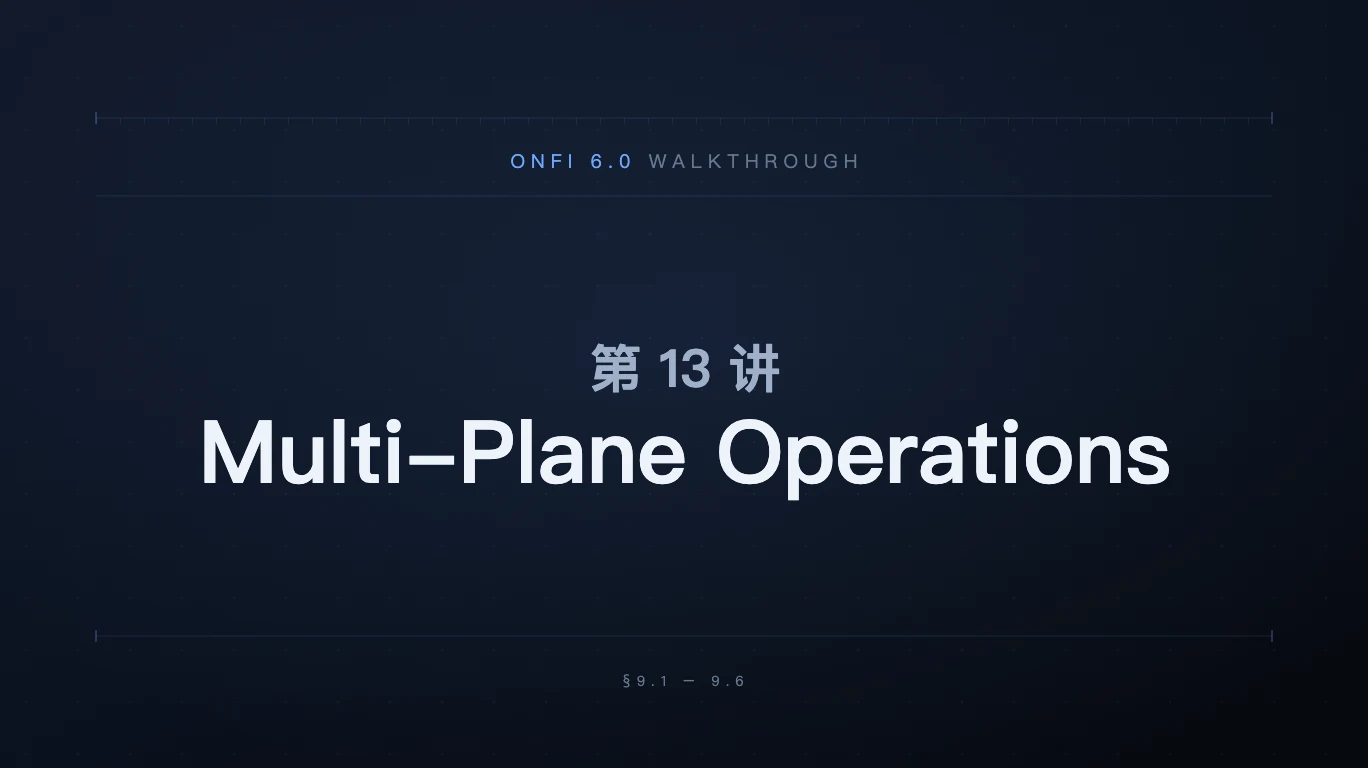 ONFI 6.0 WALKTHROUGH
第 13 讲
Multi–Plane Operations
§9.1 — 9.6